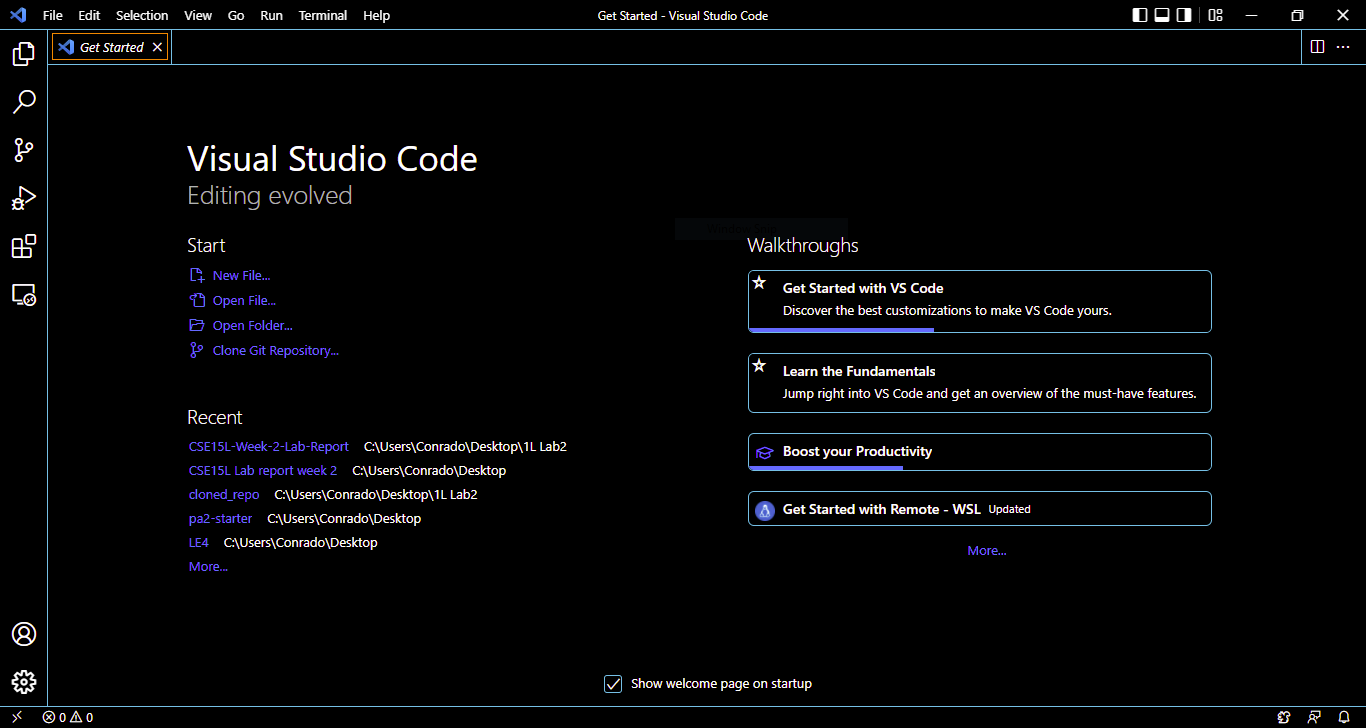 File Edit Selection View Go Run Terminal Help Get Started - Visual Studio Code
Get Started
Visual Studio Code
Editing evolved
Start
New File...
Open File...
Open Folder...
Clone Git Repository...
Recent
CSE15L-Week-2-Lab-Report C:\Users\Conrado\Desktop\1L Lab2
CSE15L Lab report week 2 C:\Users\Conrado\Desktop
cloned_repo C:\Users\Conrado\Desktop\1L Lab2
pa2-starter C:\Users\Conrado\Desktop
LE4 C:\Users\Conrado\Desktop
More...
Walkthroughs
Get Started with VS Code
Discover the best customizations to make VS Code yours.
Learn the Fundamentals
Jump right into VS Code and get an overview of the must-have features.
Boost your Productivity
Get Started with Remote - WSL Updated
More...
Show welcome page on startup
0 0